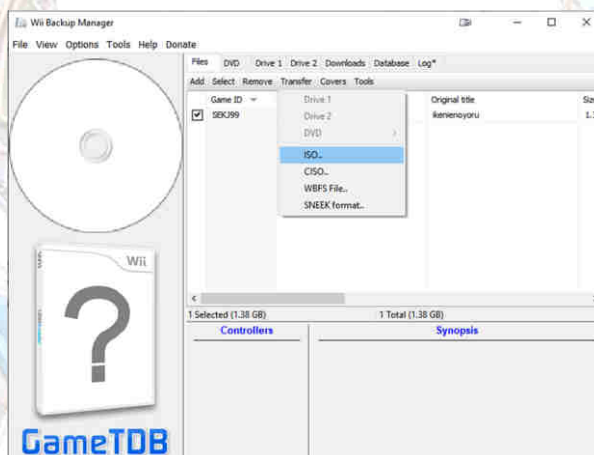 Wii Backup Manager
File View Options Tools Help Donate
Files DVD Drive 1 Drive 2 Downloads Database Log*
Add Select Remove Transfer Covers Tools
Game ID Original title
SEKJ99 ikenienoyoru
Drive 1
Drive 2
DVD
ISO..
CISO..
WBFS File..
SNEEK format..
Wii
?
1 Selected (1.38 GB) 1 Total (1.38 GB)
Controllers Synopsis
GameTDB